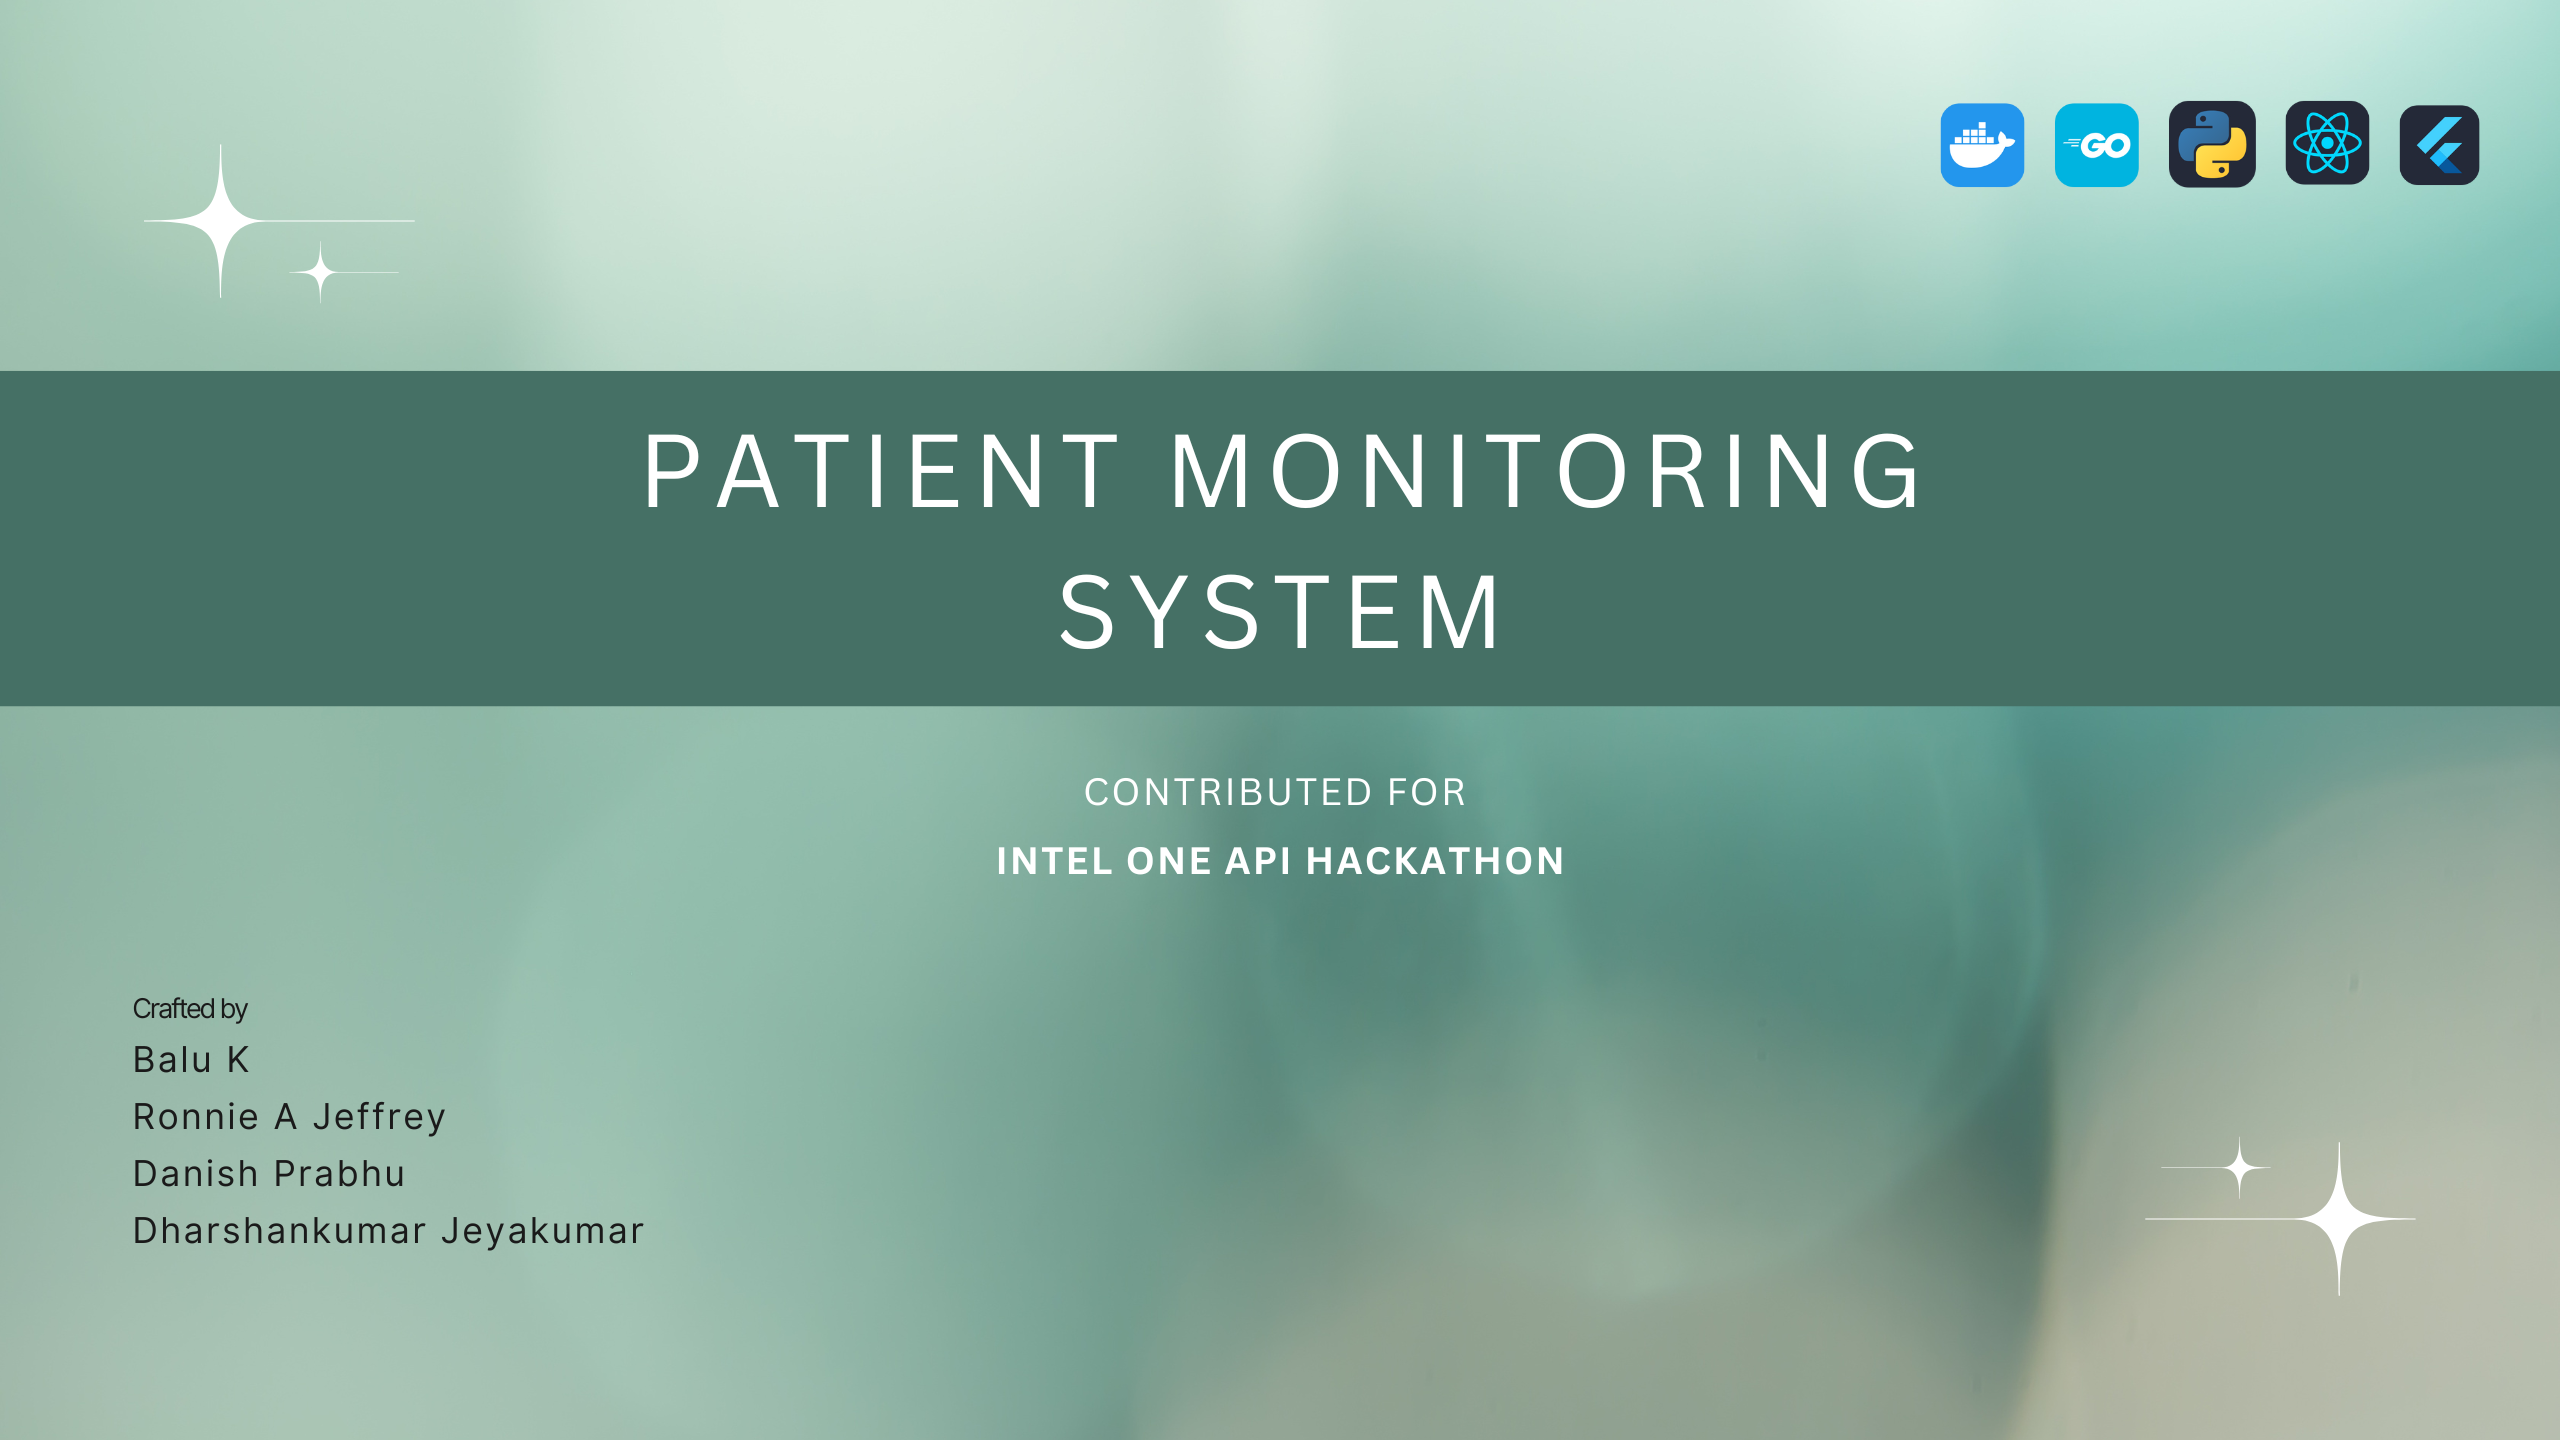 GO
PATIENT MONITORING
SYSTEM
CONTRIBUTED FOR
INTEL ONE API HACKATHON
Crafted by
Balu K
Ronnie A Jeffrey
Danish Prabhu
Dharshankumar Jeyakumar